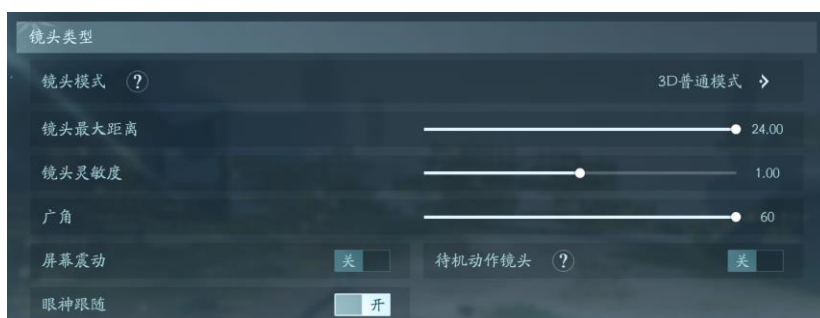 镜头类型
镜头模式 ? 3D普通模式
镜头最大距离 24.00
镜头灵敏度 1.00
广角 60
屏幕震动 关 待机动作镜头 ? 关
眼神跟随 开